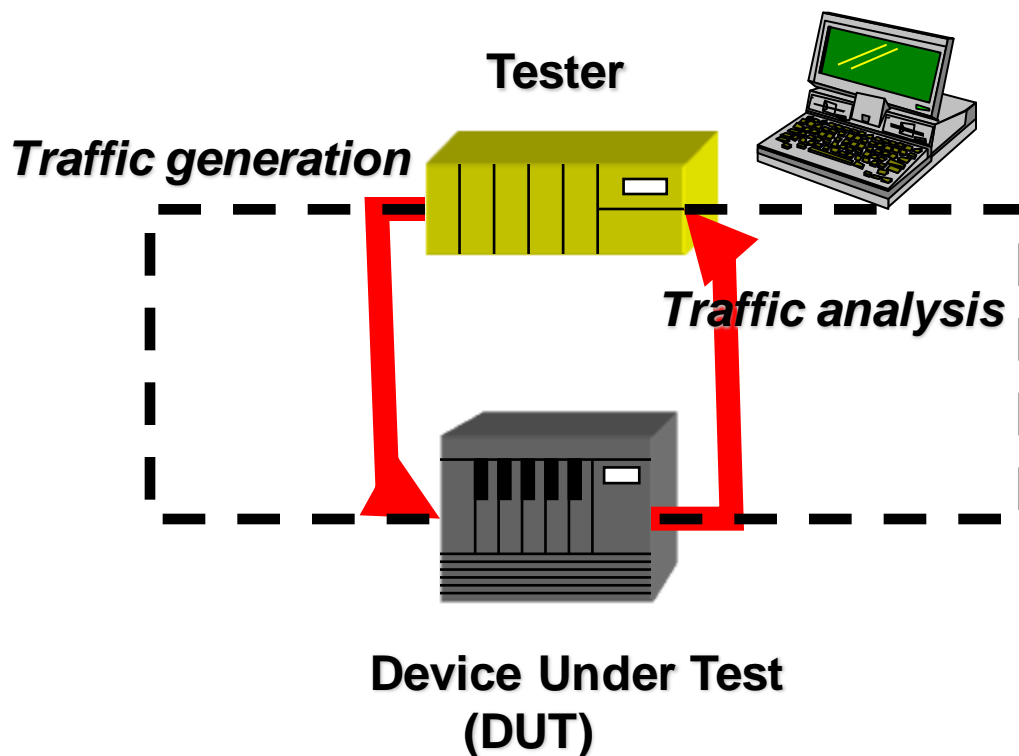 Tester
Traffic generation
Traffic analysis
Device Under Test
(DUT)